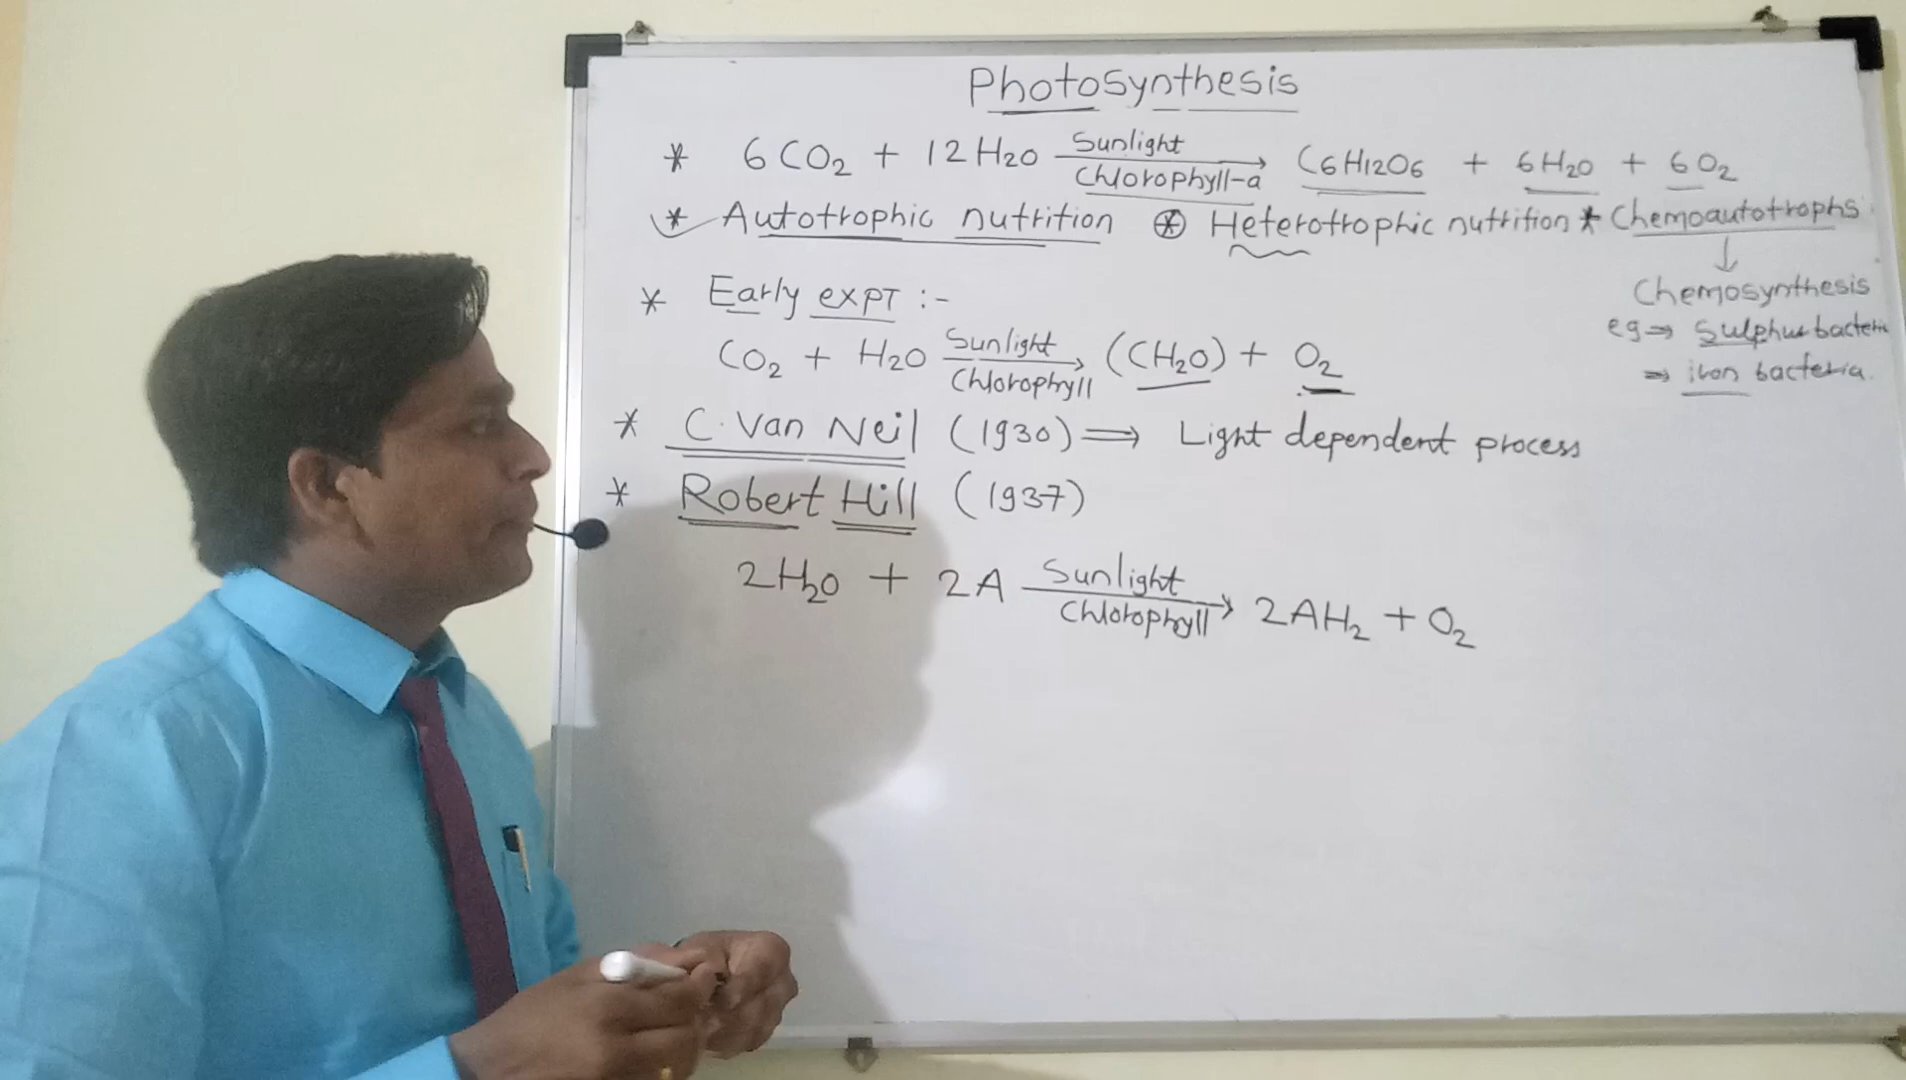 Photosynthesis
* 6CO2 + 12H2O Sunlight Chlorophyll-a → C6H12O6 + 6H2O + 6O2
* Autotrophic nutrition * Heterotrophic nutrition * Chemoautotrophs
↓
Chemosynthesis
eg ⇒ Sulphur bacteria
⇒ iron bacteria.
* Early expt :-
CO2 + H2O Sunlight Chlorophyll → (CH2O) + O2
* C. Van Neil (1930) ⇒ Light dependent process
* Robert Hill (1937)
2H2O + 2A Sunlight Chlorophyll → 2AH2 + O2